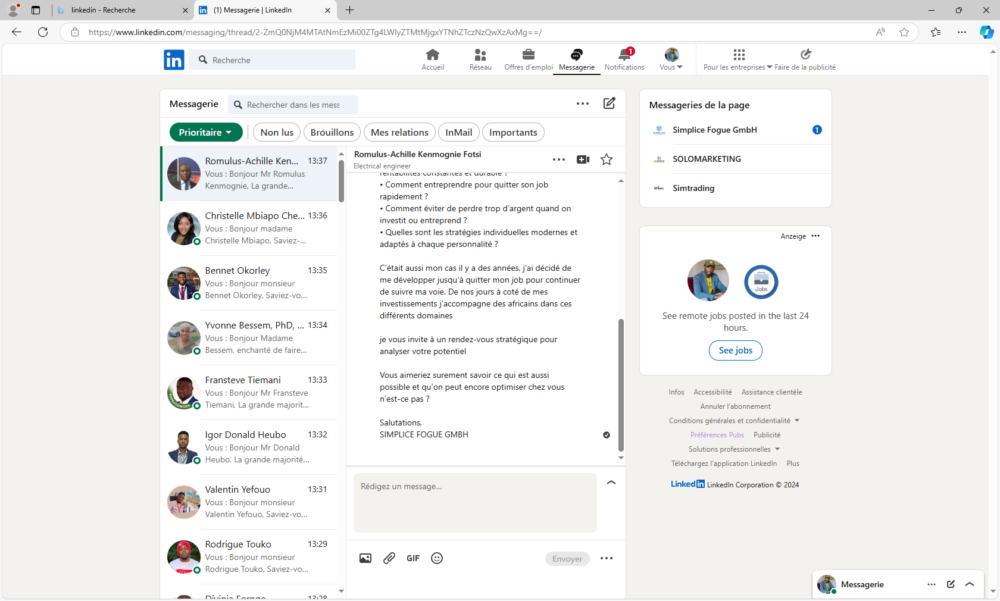 linkedin - Recherche
(1) Messagerie | LinkedIn
https://www.linkedin.com/messaging/thread/2-ZmQ0NjM4MTAtNmEzMi00ZTg4LWIyZTMtMjgxYTNhZTczNzQwXzAxMg==/
in
Recherche
Accueil
Réseau
Offres d'emploi
Messagerie
1
Notifications
Vous
Pour les entreprises
Faire de la publicité
Messagerie
Rechercher dans les mess
Prioritaire
Non lus
Brouillons
Mes relations
InMail
Importants
Romulus-Achille Ken... 13:37
Vous : Bonjour Mr Romulus
Kenmognie, La grande...
Christelle Mbiapo Che... 13:36
Vous : Bonjour madame
Christelle Mbiapo, Saviez-...
Bennet Okorley 13:35
Vous : Bonjour monsieur
Bennet Okorley, Saviez-vo...
Yvonne Bessem, PhD, ... 13:34
Vous : Bonjour Madame
Bessem, enchanté de faire...
Fransteve Tiemani 13:33
Vous : Bonjour Mr Fransteve
Tiemani, La grande majorit...
Igor Donald Heubo 13:32
Vous : Bonjour Mr Donald
Heubo, La grande majorité...
Valentin Yefouo 13:31
Vous : Bonjour monsieur
Valentin Yefouo, Saviez-vo...
Rodrigue Touko 13:29
Vous : Bonjour monsieur
Rodrigue Touko, Saviez-vo...
Divinia Fornge 13:28
Romulus-Achille Kenmognie Fotsi
Electrical engineer
rentabilités constantes et durable ?
• Comment entreprendre pour quitter son job
rapidement ?
• Comment éviter de perdre trop d'argent quand on
investit ou entreprend ?
• Quelles sont les stratégies individuelles modernes et
adaptés à chaque personnalité ?
C'était aussi mon cas il y a des années, j'ai décidé de
me développer jusqu'à quitter mon job pour continuer
de suivre ma voie. De nos jours à coté de mes
investissements j'accompagne des africains dans ces
différents domaines
je vous invite à un rendez-vous stratégique pour
analyser votre potentiel
Vous aimeriez surement savoir ce qui est aussi
possible et qu'on peut encore optimiser chez vous
n'est-ce pas ?
Salutations,
SIMPLICE FOGUE GMBH
Rédigez un message...
GIF
Envoyer
Messageries de la page
Simplice Fogue GmbH
1
SOLOMARKETING
Simtrading
Anzeige
Jobs
See remote jobs posted in the last 24
hours.
See jobs
Infos Accessibilité Assistance clientèle
Annuler l'abonnement
Conditions générales et confidentialité
Préférences Pubs Publicité
Solutions professionnelles
Téléchargez l'application LinkedIn Plus
LinkedIn LinkedIn Corporation © 2024
Messagerie